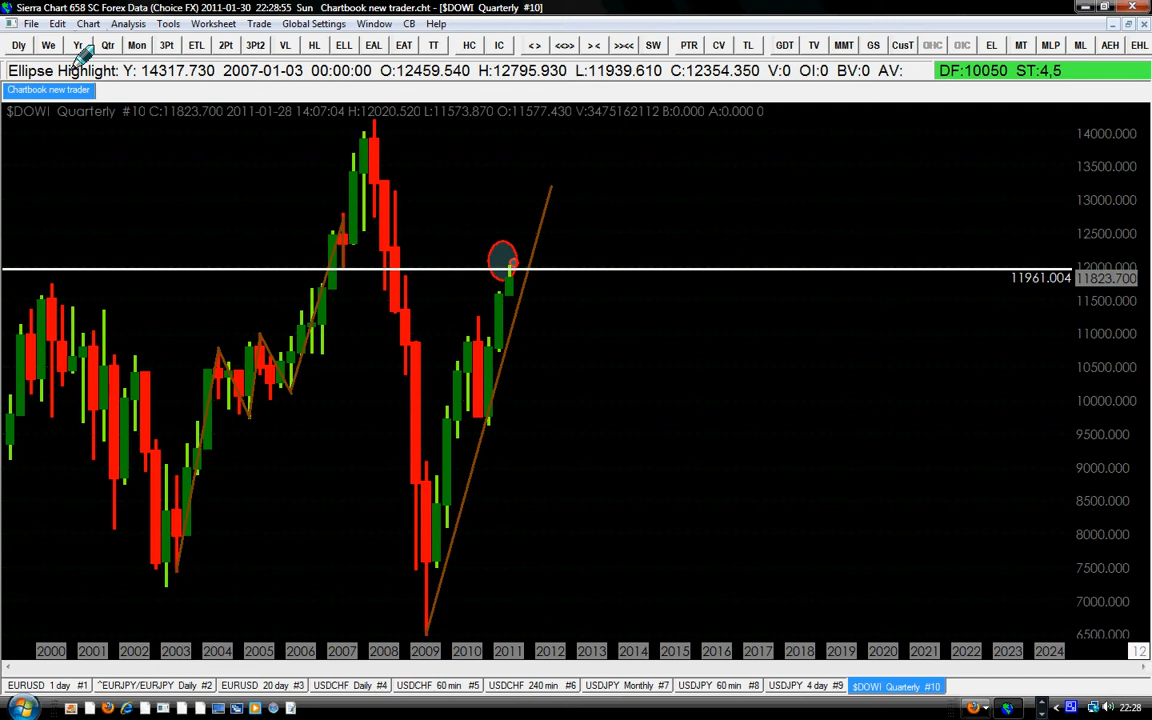 Sierra Chart 658 SC Forex Data (Choice FX) 2011-01-30 22:28:55 Sun Chartbook new trader.cht - [$DOWI Quarterly #10]
File Edit Chart Analysis Tools Worksheet Trade Global Settings Window CB Help
Dly We Yr Qtr Mon 3Pt ETL 2Pt 3Pt2 VL HL ELL EAL EAT TT HC IC <> <<>> >< >><< SW PTR CV TL GDT TV MMT GS CusT OHC OIC EL MT MLP ML AEH EHL
Ellipse Highlight: Y: 14317.730 2007-01-03 00:00:00 O:12459.540 H:12795.930 L:11939.610 C:12354.350 V:0 OI:0 BV:0 AV: DF:10050 ST:4,5
Chartbook new trader
$DOWI Quarterly #10 C:11823.700 2011-01-28 14:07:04 H:12020.520 L:11573.870 O:11577.430 V:3475162112 B:0.000 A:0.000 0
14000.000
13500.000
13000.000
12500.000
12000.000
11961.004 11823.700
11500.000
11000.000
10500.000
10000.000
9500.000
9000.000
8500.000
8000.000
7500.000
7000.000
6500.000
2000 2001 2002 2003 2004 2005 2006 2007 2008 2009 2010 2011 2012 2013 2014 2015 2016 2017 2018 2019 2020 2021 2022 2023 2024 12
EURUSD 1 day #1 ^EURJPY/EURJPY Daily #2 EURUSD 20 day #3 USDCHF Daily #4 USDCHF 60 min #5 USDCHF 240 min #6 USDJPY Monthly #7 USDJPY 60 min #8 USDJPY 4 day #9 $DOWI Quarterly #10
22:28